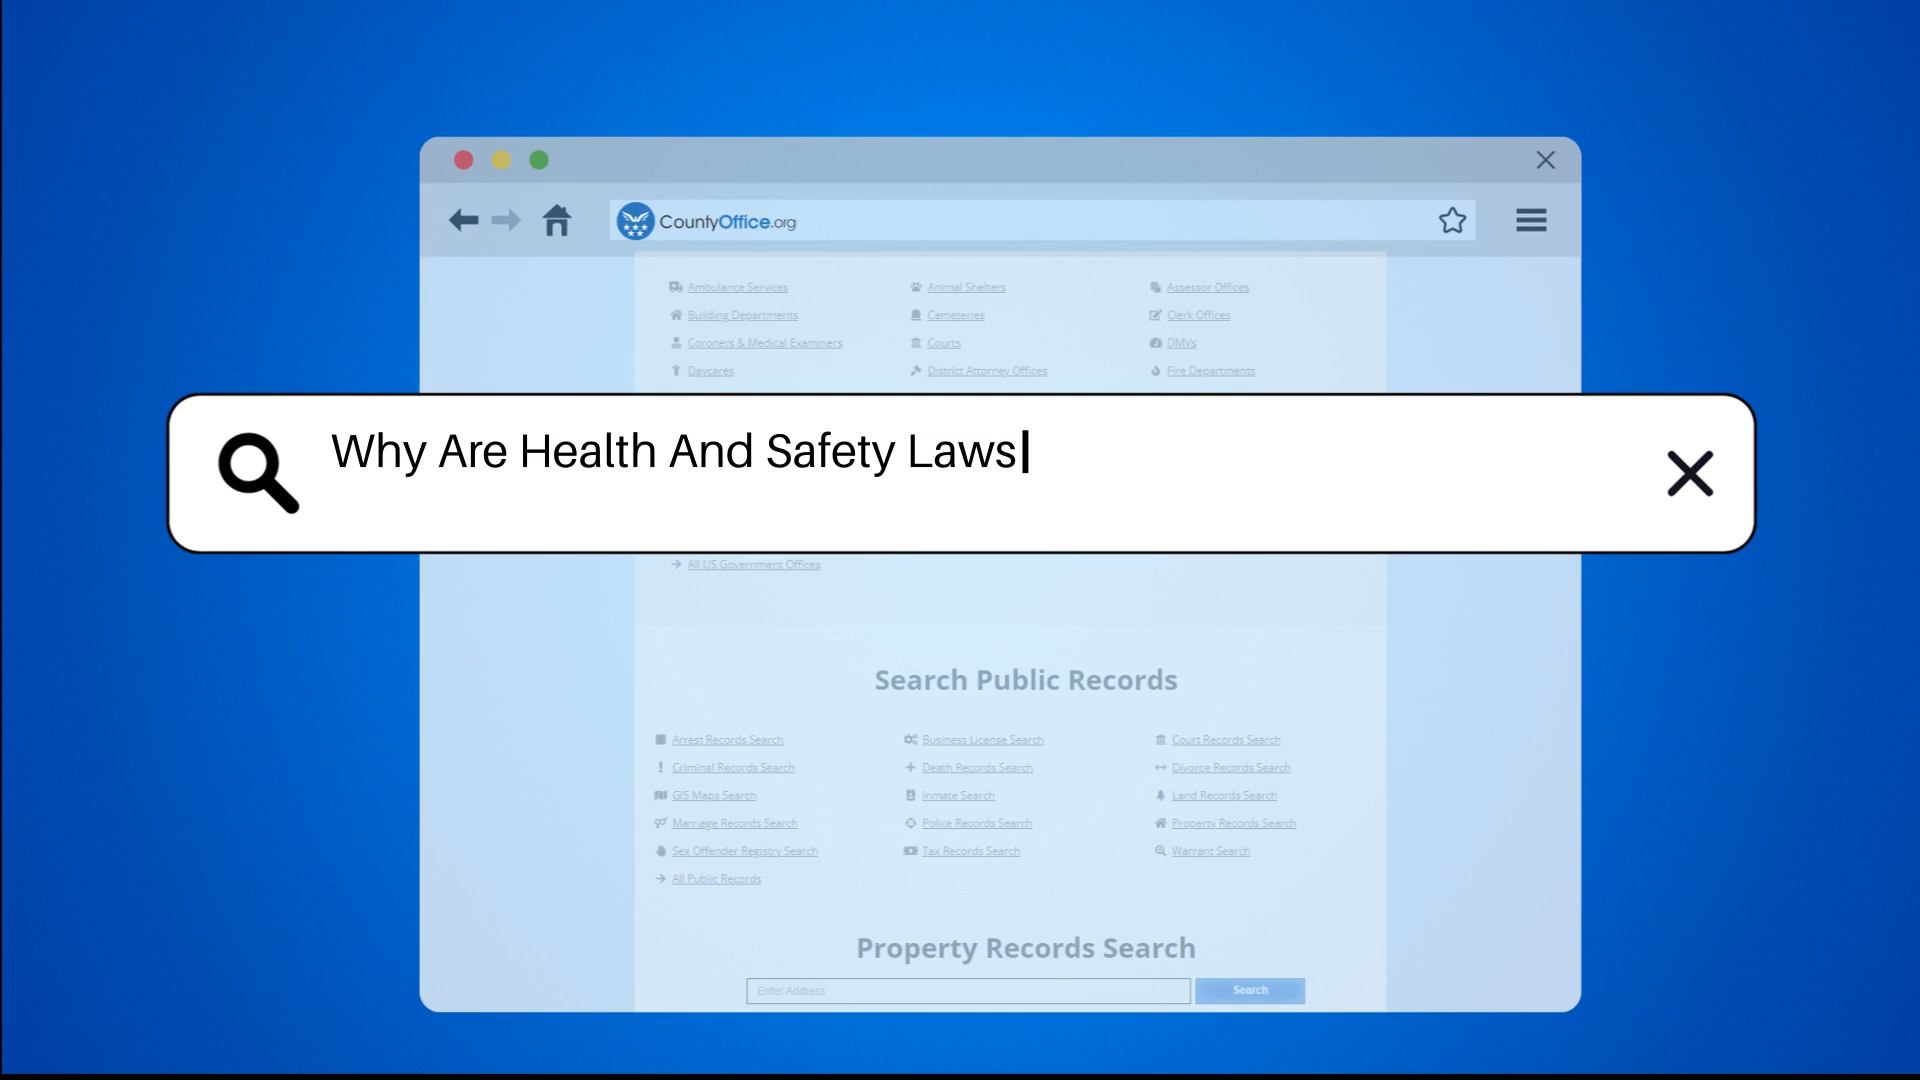 CountyOffice.org
Ambulance Services Animal Shelters Assessor Offices
Building Departments Cemeteries Clerk Offices
Coroners & Medical Examiners Courts DMVs
Daycares District Attorney Offices Fire Departments
Why Are Health And Safety Laws
All US Government Offices
Search Public Records
Arrest Records Search Business License Search Court Records Search
Criminal Records Search Death Records Search Divorce Records Search
GIS Maps Search Inmate Search Land Records Search
Marriage Records Search Police Records Search Property Records Search
Sex Offender Registry Search Tax Records Search Warrant Search
All Public Records
Property Records Search
Enter Address Search